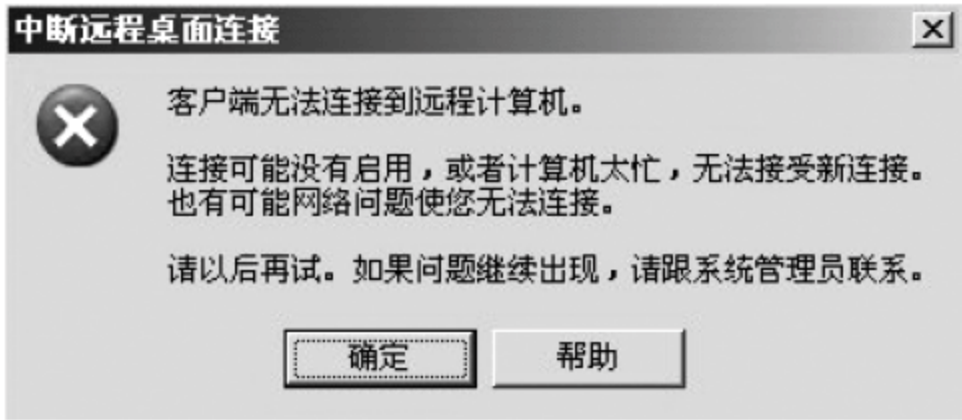 中断远程桌面连接
客户端无法连接到远程计算机。
连接可能没有启用，或者计算机太忙，无法接受新连接。
也有可能网络问题使您无法连接。
请以后再试。如果问题继续出现，请跟系统管理员联系。
确定
帮助